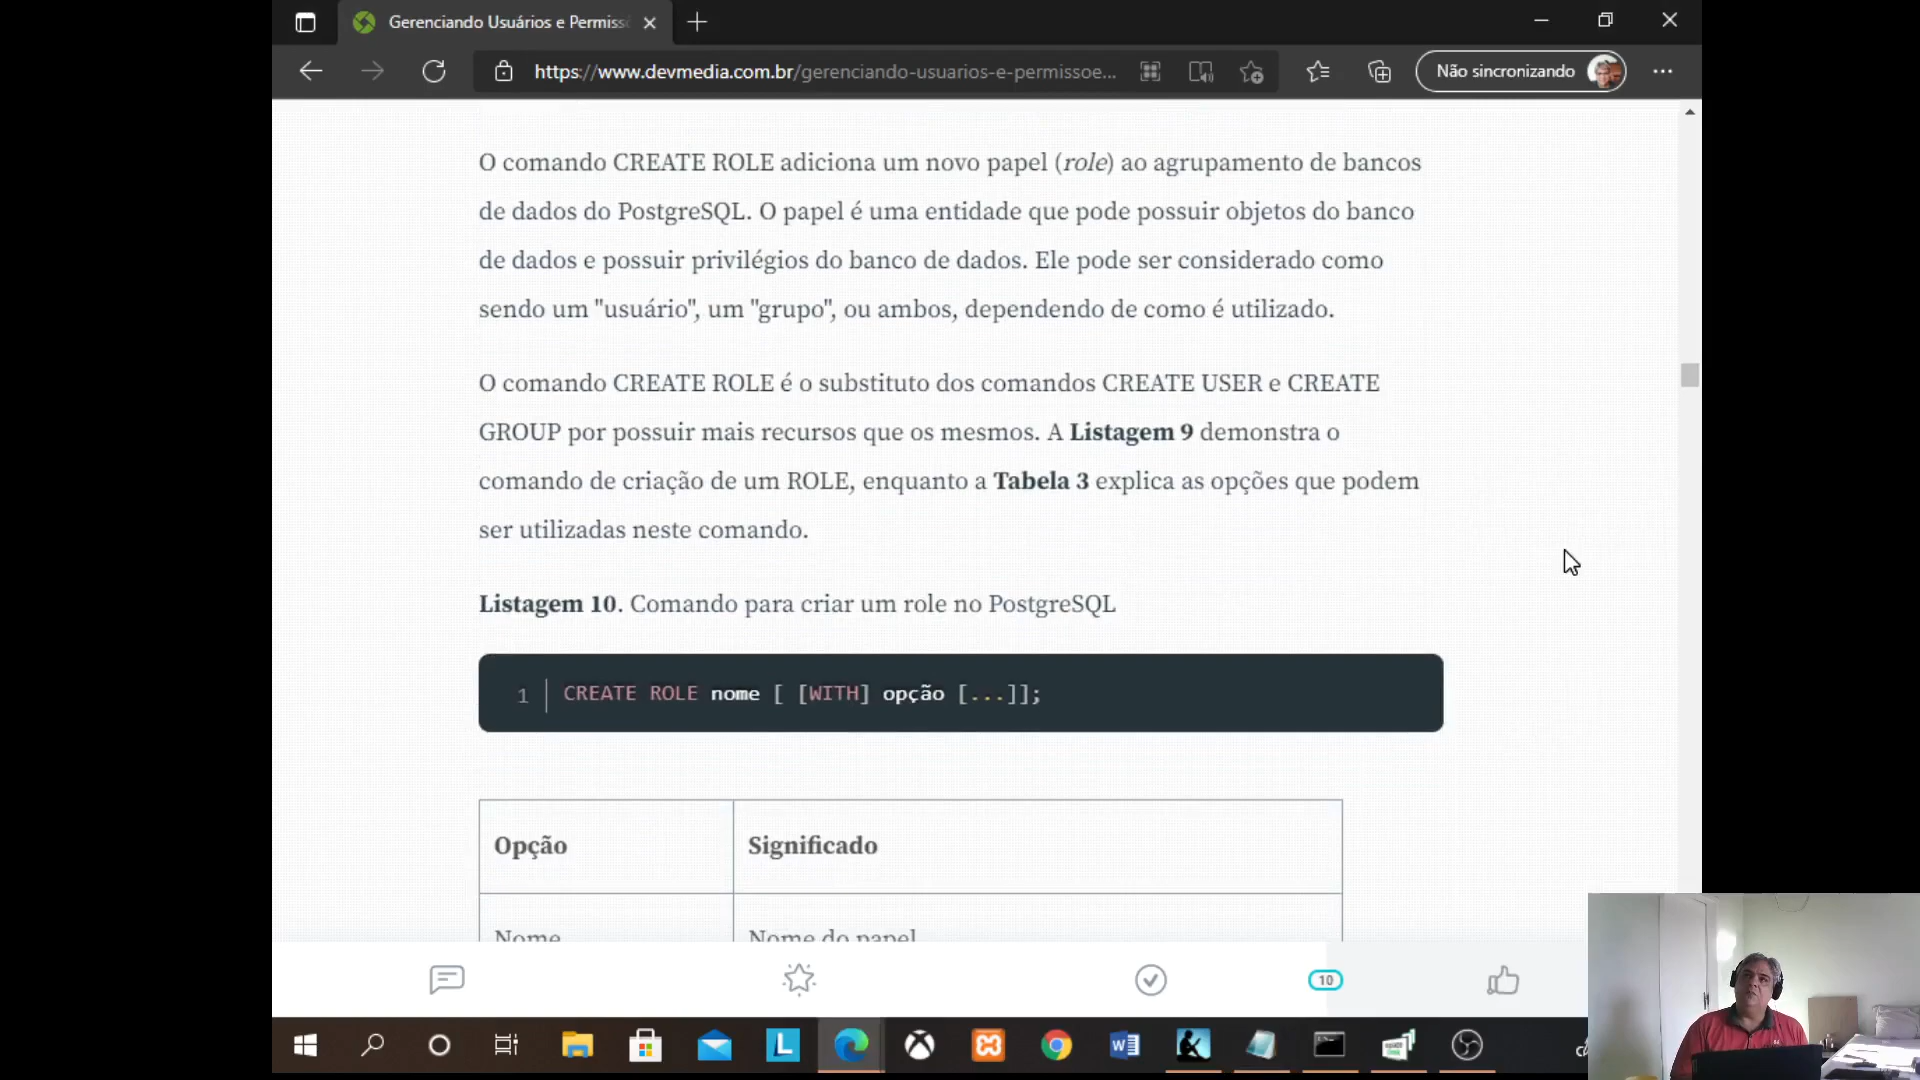 Gerenciando Usuários e Permiss
https://www.devmedia.com.br/gerenciando-usuarios-e-permissoe...
Não sincronizando
O comando CREATE ROLE adiciona um novo papel (role) ao agrupamento de bancos
de dados do PostgreSQL. O papel é uma entidade que pode possuir objetos do banco
de dados e possuir privilégios do banco de dados. Ele pode ser considerado como
sendo um "usuário", um "grupo", ou ambos, dependendo de como é utilizado.
O comando CREATE ROLE é o substituto dos comandos CREATE USER e CREATE
GROUP por possuir mais recursos que os mesmos. A Listagem 9 demonstra o
comando de criação de um ROLE, enquanto a Tabela 3 explica as opções que podem
ser utilizadas neste comando.
Listagem 10. Comando para criar um role no PostgreSQL
1 CREATE ROLE nome [ [WITH] opção [...]];
Opção Significado
Nome Nome do papel
10